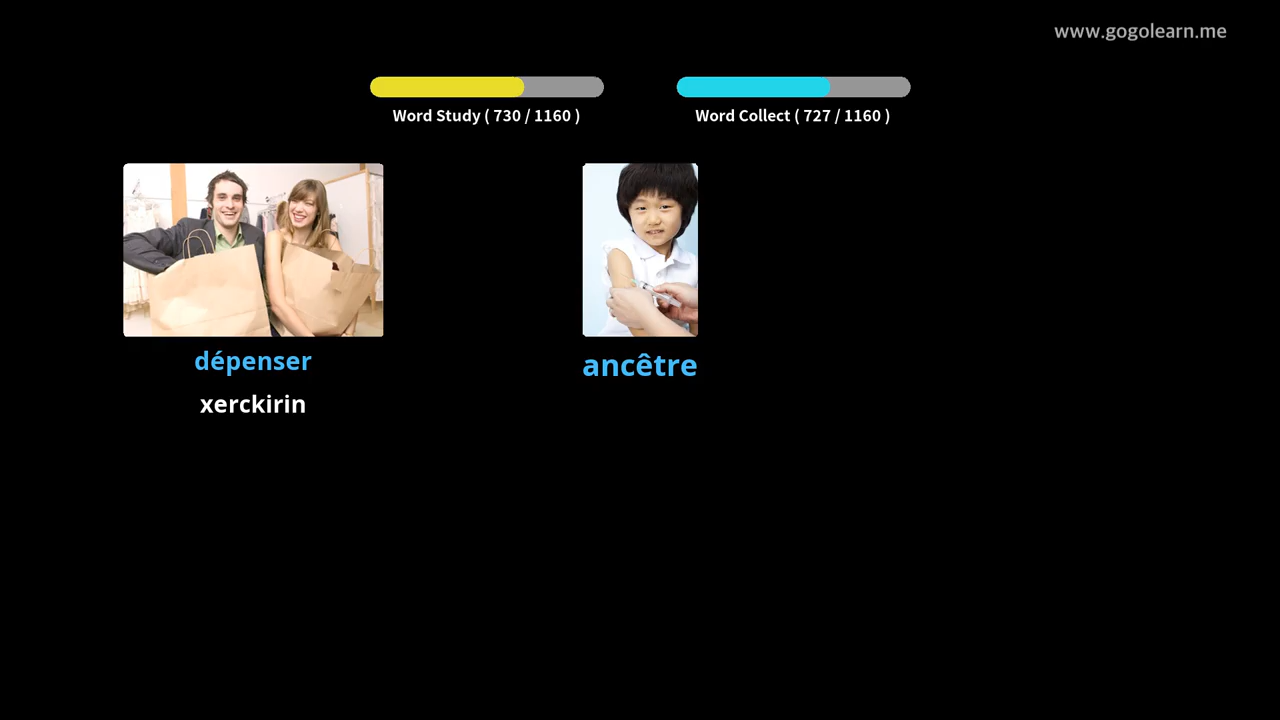 www.gogolearn.me
Word Study ( 730 / 1160 )
Word Collect ( 727 / 1160 )
dépenser
xerckirin
ancêtre